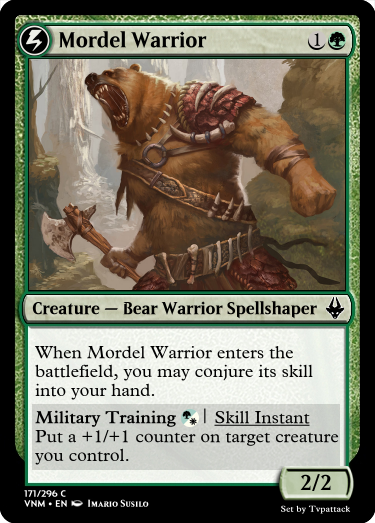 Mordel Warrior 1
Creature — Bear Warrior Spellshaper
When Mordel Warrior enters the
battlefield, you may conjure its skill
into your hand.
Military Training | Skill Instant
Put a +1/+1 counter on target creature
you control.
2/2
171/296 C
VNM • EN Imario Susilo
Set by Tvpattack